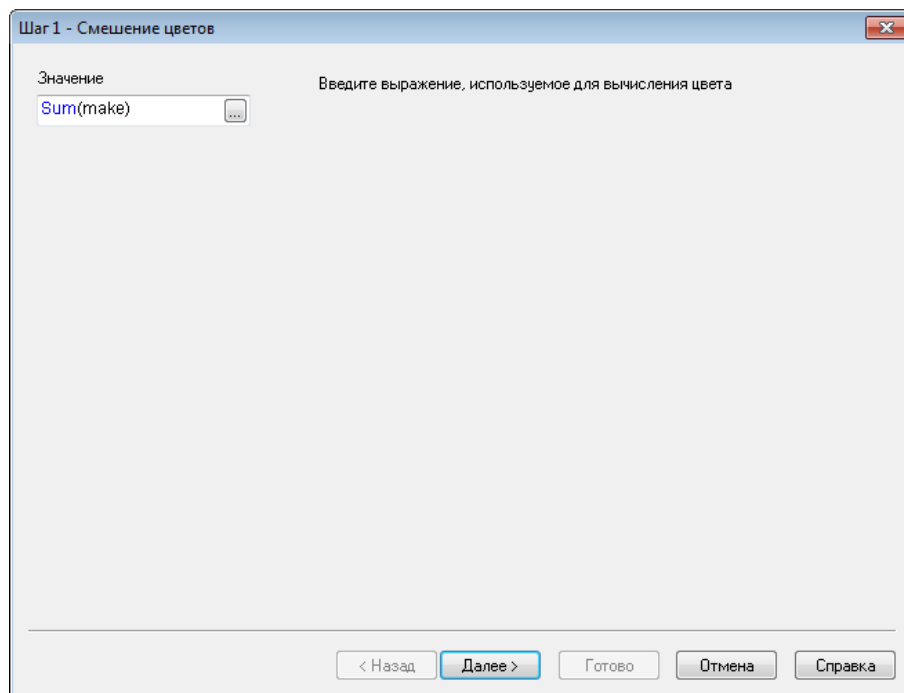 Шаг 1 - Смешение цветов
Значение
Введите выражение, используемое для вычисления цвета
Sum(make)
...
< Назад
Далее >
Готово
Отмена
Справка